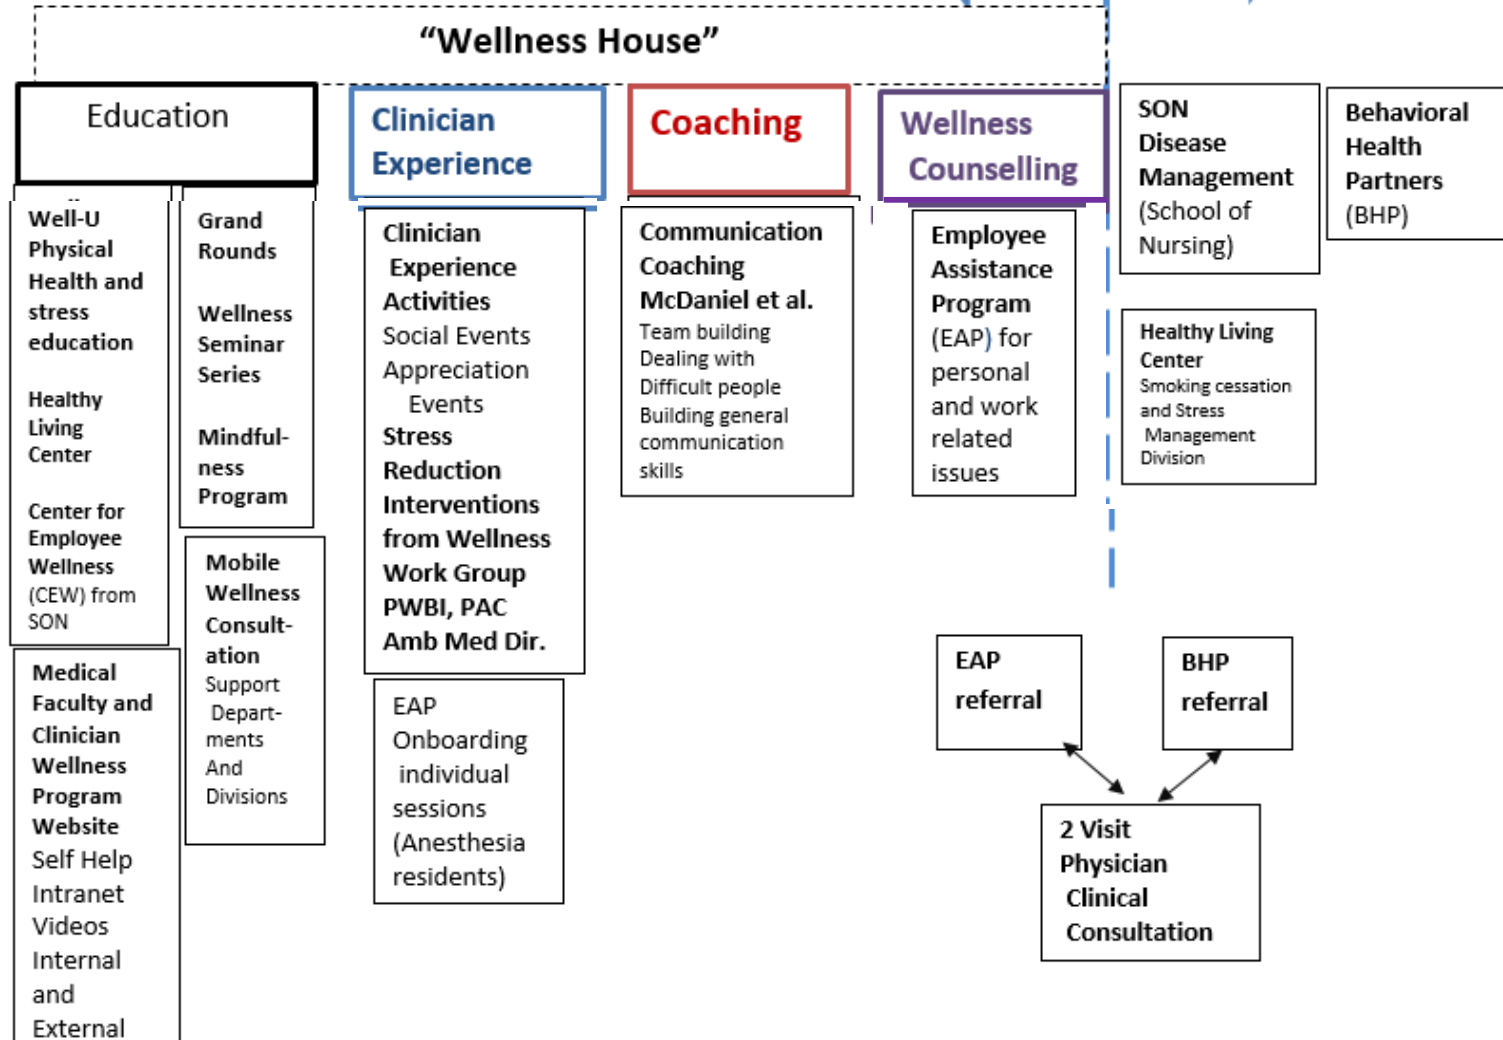 “Wellness House”
Education
Clinician
Experience
Coaching
Wellness
Counselling
SON
Disease
Management
(School of
Nursing)
Behavioral
Health
Partners
(BHP)
Well-U
Physical
Health and
stress
education
Healthy
Living
Center
Center for
Employee
Wellness
(CEW) from
SON
Grand
Rounds
Wellness
Seminar
Series
Mindful-
ness
Program
Clinician
Experience
Activities
Social Events
Appreciation
Events
Stress
Reduction
Interventions
from Wellness
Work Group
PWBI, PAC
Amb Med Dir.
Communication
Coaching
McDaniel et al.
Team building
Dealing with
Difficult people
Building general
communication
skills
Employee
Assistance
Program
(EAP) for
personal
and work
related
issues
Healthy Living
Center
Smoking cessation
and Stress
Management
Division
Mobile
Wellness
Consult-
ation
Support
Depart-
ments
And
Divisions
Medical
Faculty and
Clinician
Wellness
Program
Website
Self Help
Intranet
Videos
Internal
and
External
EAP
Onboarding
individual
sessions
(Anesthesia
residents)
EAP
referral
BHP
referral
2 Visit
Physician
Clinical
Consultation